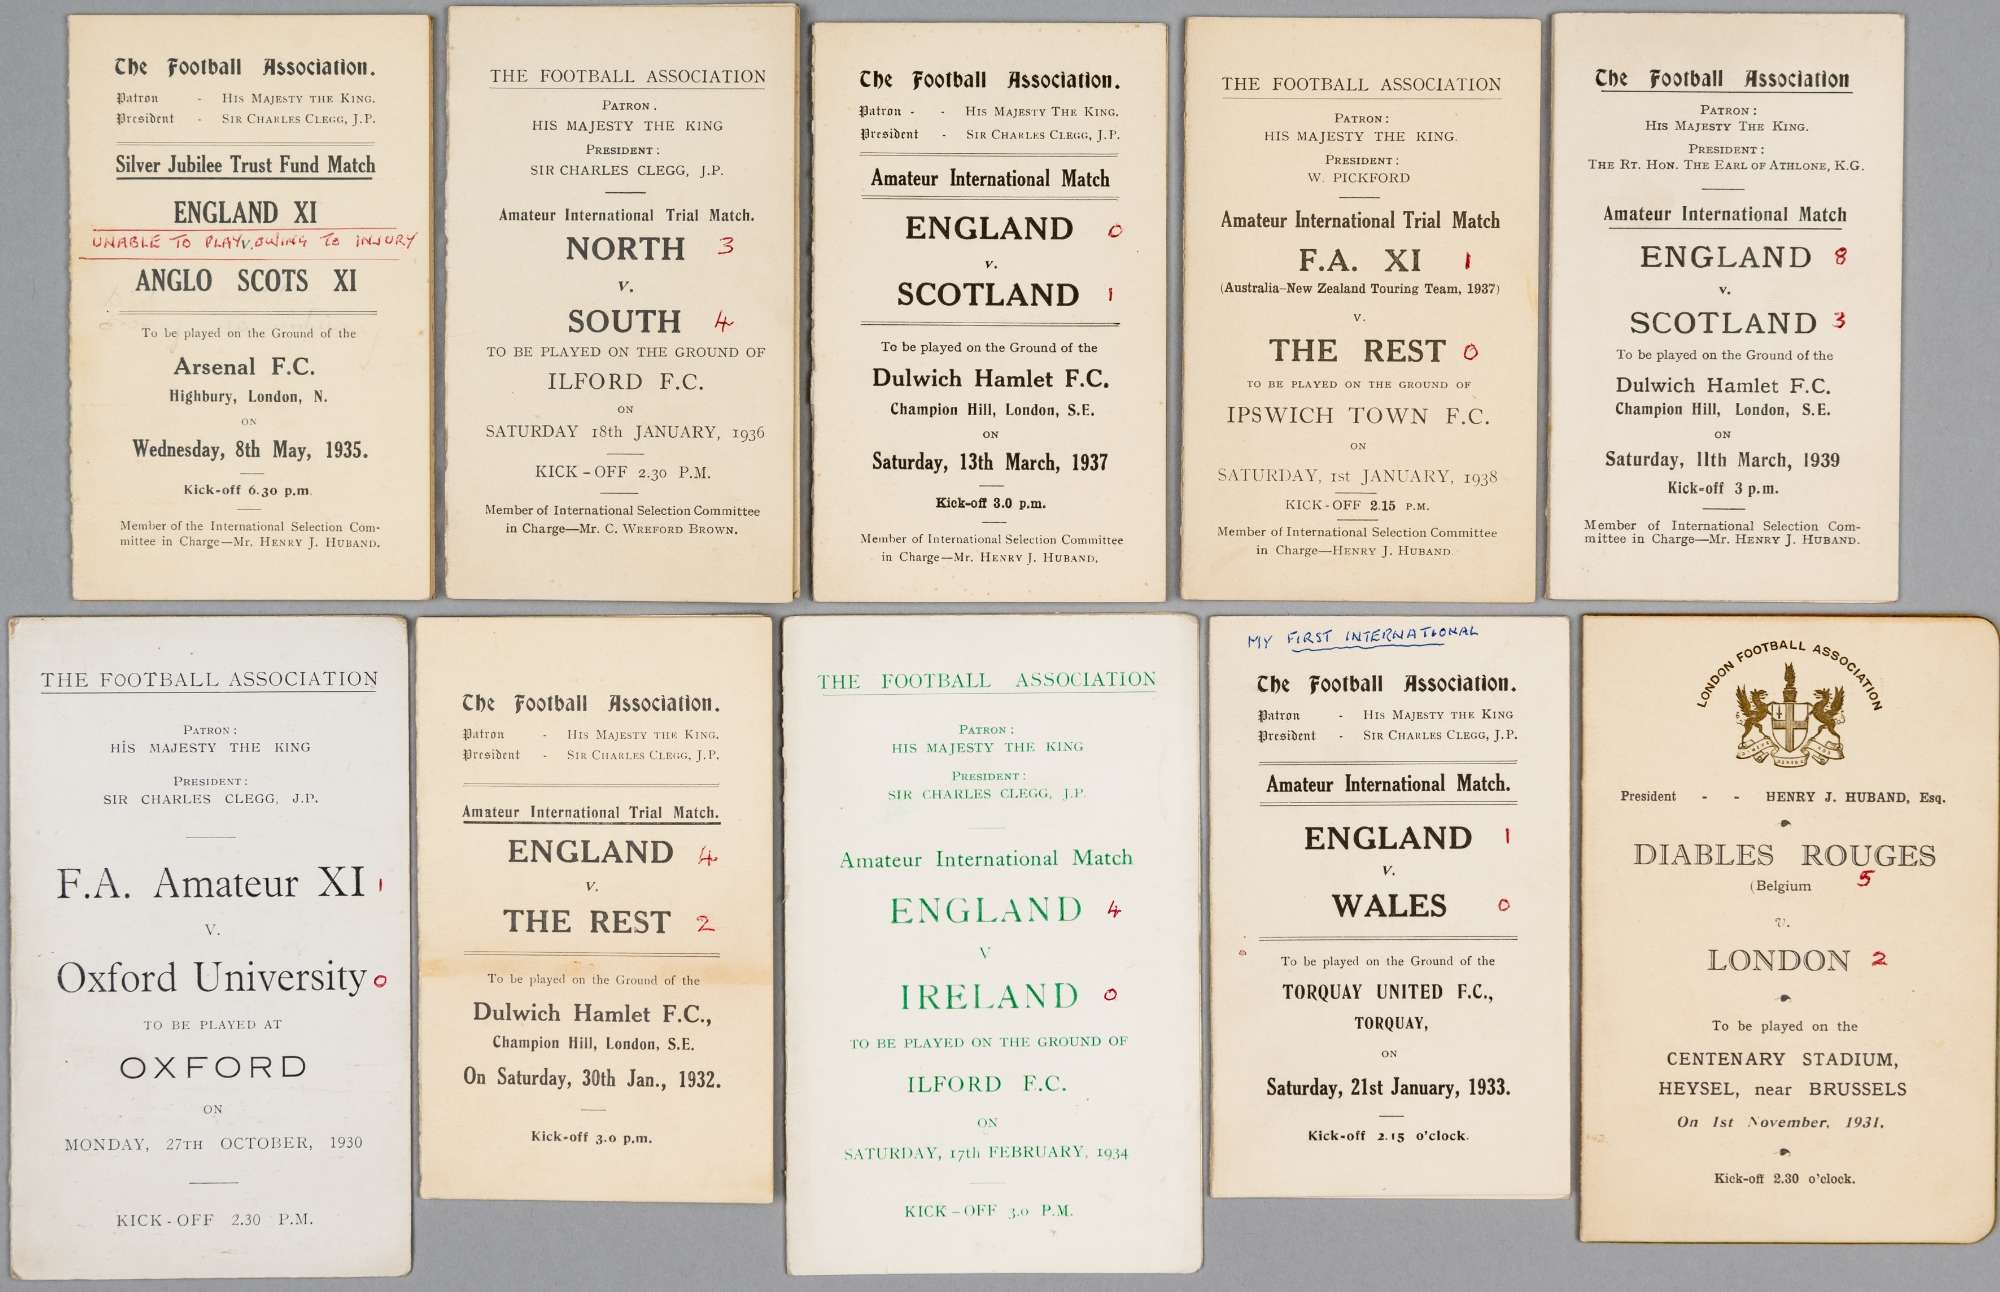 The Football Association.
Patron - His Majesty the King.
President - Sir Charles Clegg, J.P.
Silver Jubilee Trust Fund Match
ENGLAND XI
UNABLE TO PLAY v. OWING TO INJURY
ANGLO SCOTS XI
To be played on the Ground of the
Arsenal F.C.
Highbury, London, N.
ON
Wednesday, 8th May, 1935.
Kick-off 6.30 p.m.
Member of the International Selection Com-
mittee in Charge—Mr. Henry J. Huband.
THE FOOTBALL ASSOCIATION
Patron:
HIS MAJESTY THE KING
President:
SIR CHARLES CLEGG, J.P.
Amateur International Trial Match.
NORTH 3
v.
SOUTH 4
TO BE PLAYED ON THE GROUND OF
ILFORD F.C.
ON
SATURDAY 18th JANUARY, 1936
KICK-OFF 2.30 P.M.
Member of International Selection Committee
in Charge—Mr. C. Wreford Brown.
The Football Association.
Patron - - His Majesty The King.
President - Sir Charles Clegg, J.P.
Amateur International Match
ENGLAND 0
v.
SCOTLAND 1
To be played on the Ground of the
Dulwich Hamlet F.C.
Champion Hill, London, S.E.
ON
Saturday, 13th March, 1937
Kick-off 3.0 p.m.
Member of International Selection Committee
in Charge—Mr. Henry J. Huband,
THE FOOTBALL ASSOCIATION
Patron:
HIS MAJESTY THE KING.
President:
W. PICKFORD
Amateur International Trial Match
F.A. XI 1
(Australia-New Zealand Touring Team, 1937)
v.
THE REST 0
TO BE PLAYED ON THE GROUND OF
IPSWICH TOWN F.C.
ON
SATURDAY, 1st JANUARY, 1938
KICK-OFF 2.15 P.M.
Member of International Selection Committee
in Charge—Henry J. Huband.
The Football Association
Patron:
His Majesty The King.
President:
The Rt. Hon. The Earl of Athlone, K.G.
Amateur International Match
ENGLAND 8
v.
SCOTLAND 3
To be played on the Ground of the
Dulwich Hamlet F.C.
Champion Hill, London, S.E.
ON
Saturday, 11th March, 1939
Kick-off 3 p.m.
Member of International Selection Com-
mittee in Charge—Mr. Henry J. Huband.
THE FOOTBALL ASSOCIATION
Patron:
HIS MAJESTY THE KING
President:
SIR CHARLES CLEGG, J.P.
F.A. Amateur XI 1
V.
Oxford University 0
TO BE PLAYED AT
OXFORD
ON
MONDAY, 27TH OCTOBER, 1930
KICK-OFF 2.30 P.M.
The Football Association.
Patron - His Majesty the King.
President - Sir Charles Clegg, J.P.
Amateur International Trial Match.
ENGLAND 4
v.
THE REST 2
To be played on the Ground of the
Dulwich Hamlet F.C.,
Champion Hill, London, S.E.
On Saturday, 30th Jan., 1932.
Kick-off 3.0 p.m.
THE FOOTBALL ASSOCIATION
Patron:
HIS MAJESTY THE KING
President:
SIR CHARLES CLEGG, J.P.
Amateur International Match
ENGLAND 4
V
IRELAND 0
TO BE PLAYED ON THE GROUND OF
ILFORD F.C.
ON
SATURDAY, 17th FEBRUARY, 1934
KICK-OFF 3.0 P.M.
MY FIRST INTERNATIONAL
The Football Association.
Patron - His Majesty the King
President - Sir Charles Clegg, J.P.
Amateur International Match.
ENGLAND 1
v.
WALES 0
To be played on the Ground of the
TORQUAY UNITED F.C.,
TORQUAY,
ON
Saturday, 21st January, 1933.
Kick-off 2.15 o'clock.
LONDON FOOTBALL ASSOCIATION
President - - HENRY J. HUBAND, Esq.
DIABLES ROUGES
(Belgium 5
v.
LONDON 2
To be played on the
CENTENARY STADIUM,
HEYSEL, near BRUSSELS
On 1st November, 1931.
Kick-off 2.30 o'clock.